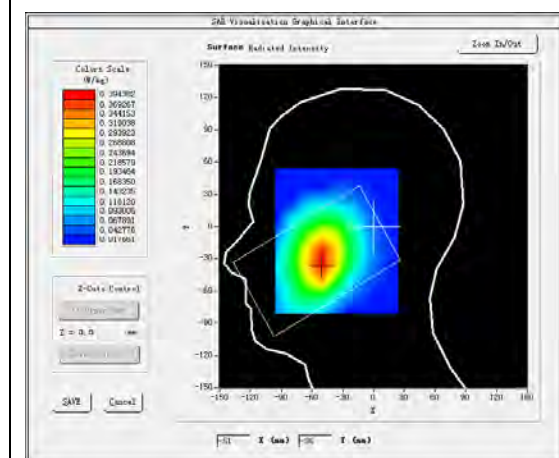 SAR Visualisation Graphical Interface
Surface Radiated Intensity
Zoom In/Out
Colors Scale
(W/kg)
0.394382
0.369267
0.344153
0.319038
0.293923
0.268808
0.243694
0.218579
0.193464
0.168350
0.143235
0.118120
0.093005
0.067891
0.042776
0.017661
150-
120-
90-
60-
30-
0-
-30-
-60-
-90-
-120-
-150-
Y
-150 -120 -90 -60 -30 0 30 60 90 120 150
X
Z-Cuts Control
Z = 0.0 mm
SAVE Cancel
X (mm) Y (mm)